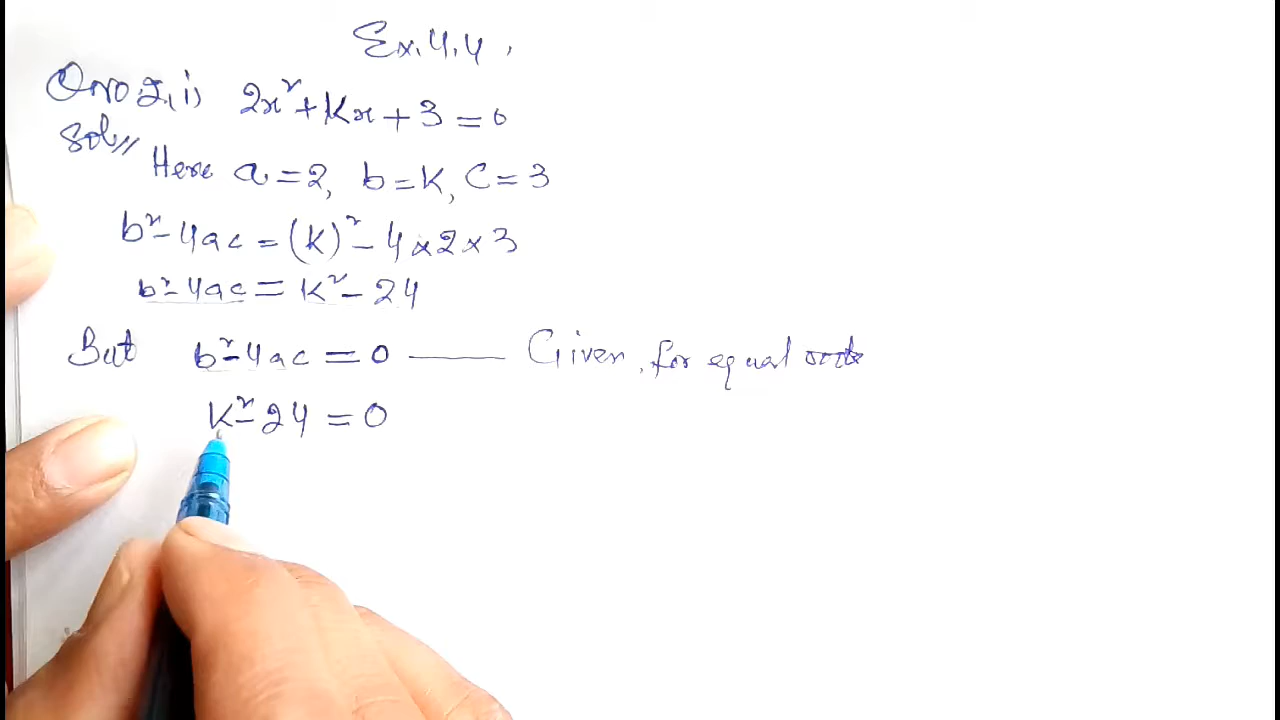 Ex. 4.4.
Qno 2. i) 2x² + Kx + 3 = 0
Sol//
Here a = 2, b = K, C = 3
b² - 4ac = (K)² - 4 × 2 × 3
b² - 4ac = K² - 24
But b² - 4ac = 0 —— Given, for equal roots
K² - 24 = 0